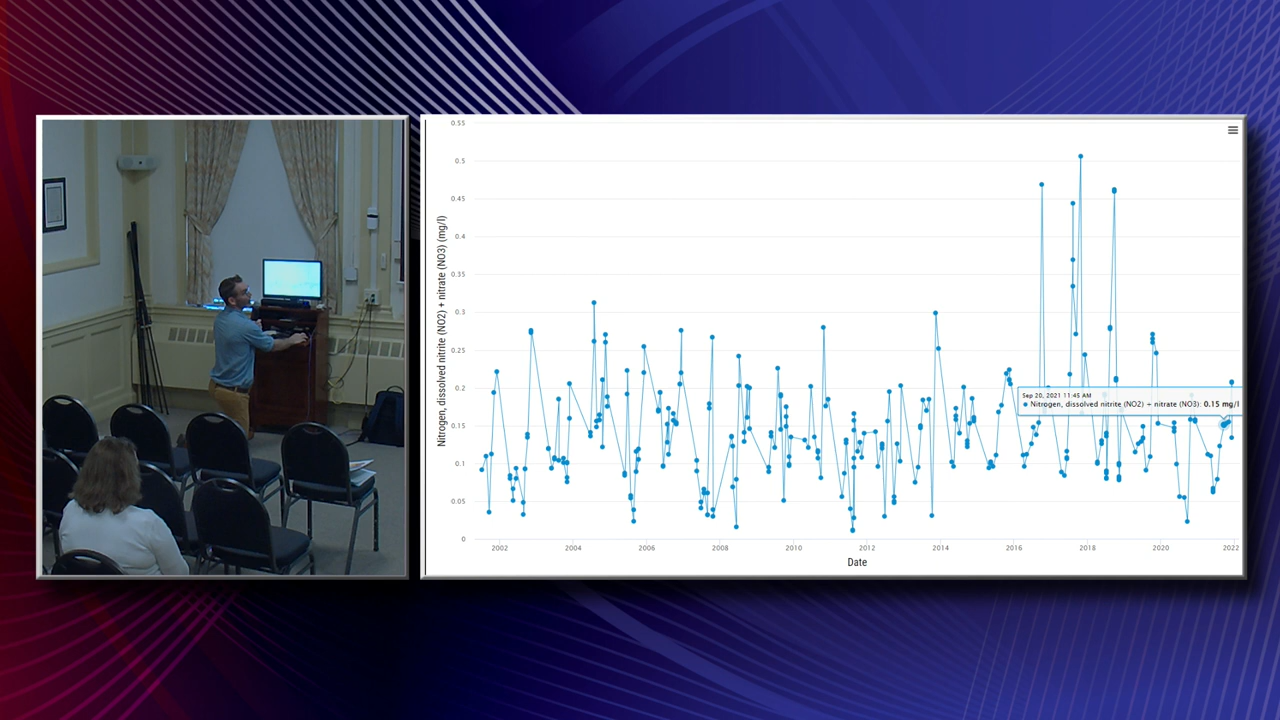 0.55
0.5
0.45
0.4
0.35
0.3
0.25
0.2
0.15
0.1
0.05
0
Nitrogen, dissolved nitrite (NO2) + nitrate (NO3) (mg/l)
Sep 20, 2021 11:45 AM
Nitrogen, dissolved nitrite (NO2) + nitrate (NO3): 0.15 mg/l
2002 2004 2006 2008 2010 2012 2014 2016 2018 2020 2022
Date